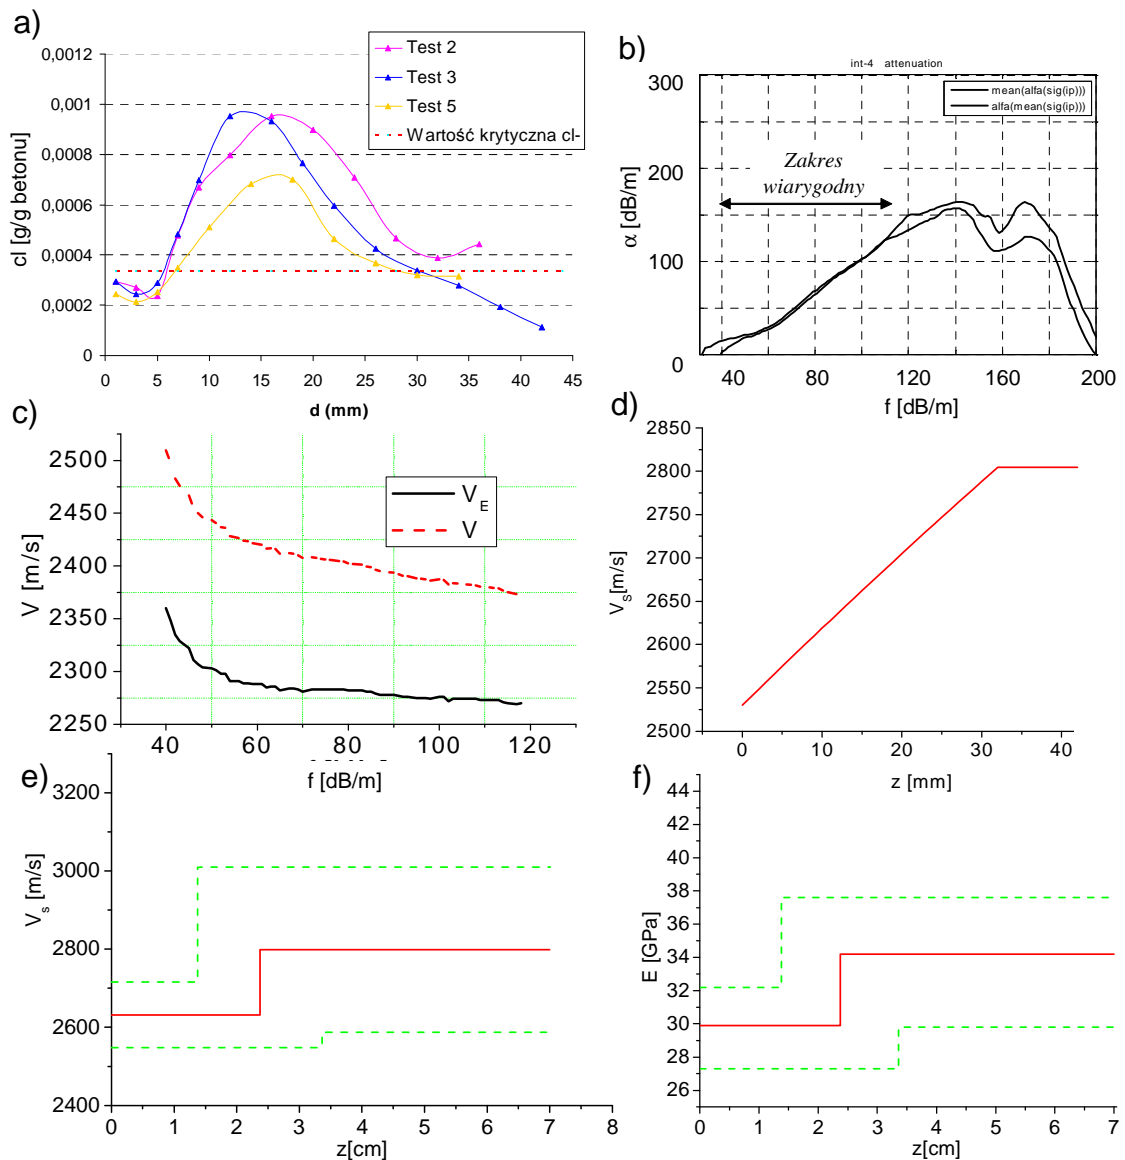 a)
0,0012
0,001
0,0008
0,0006
0,0004
0,0002
0
cl [g/g betonu]
0 5 10 15 20 25 30 35 40 45
d (mm)
Test 2
Test 3
Test 5
Wartość krytyczna cl-
b)
int-4 attenuation
mean(alfa(sig(ip)))
alfa(mean(sig(ip)))
Zakres
wiarygodny
300
200
100
0
α [dB/m]
40 80 120 160 200
f [dB/m]
c)
2500
2450
2400
2350
2300
2250
V [m/s]
V_E
V
40 60 80 100 120
f [dB/m]
d)
2850
2800
2750
2700
2650
2600
2550
2500
V_S[m/s]
0 10 20 30 40
z [mm]
e)
3200
3000
2800
2600
2400
V_s [m/s]
0 1 2 3 4 5 6 7 8
z[cm]
f)
44
42
40
38
36
34
32
30
28
26
E [GPa]
0 1 2 3 4 5 6 7
z[cm]